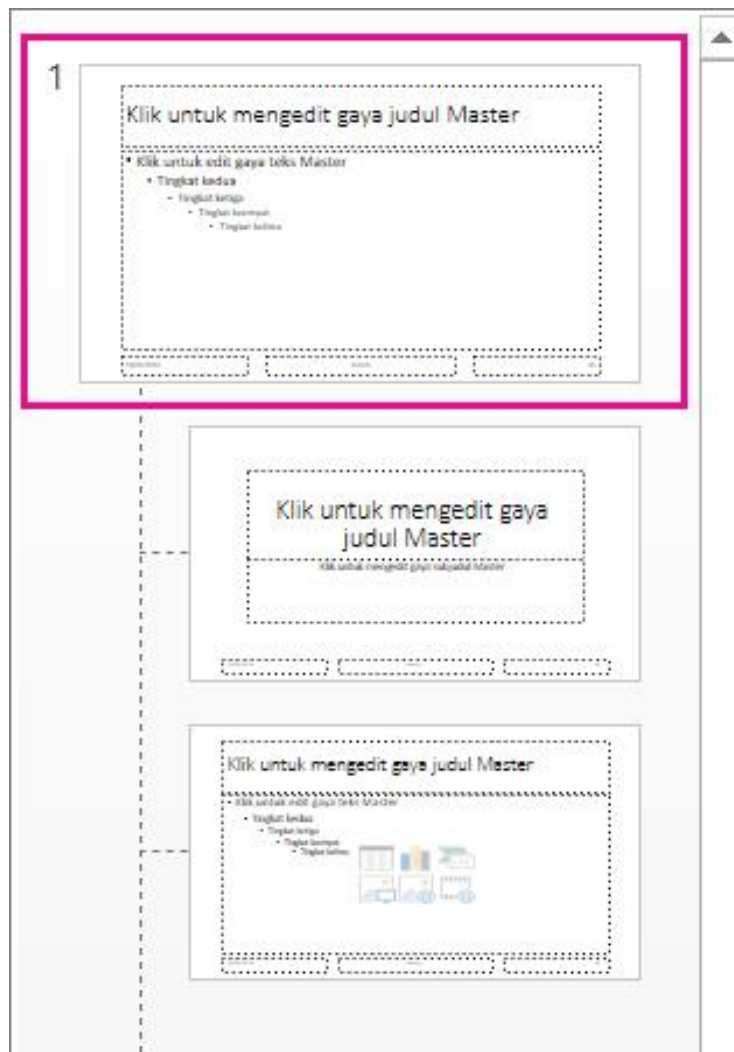 1
Klik untuk mengedit gaya judul Master
• Klik untuk edit gaya teks Master
• Tingkat kedua
• Tingkat ketiga
• Tingkat keempat
• Tingkat kelima
Klik untuk mengedit gaya
judul Master
Klik untuk mengedit gaya subjudul Master
Klik untuk mengedit gaya judul Master
• Klik untuk edit gaya teks Master
• Tingkat kedua
• Tingkat ketiga
• Tingkat keempat
• Tingkat kelima